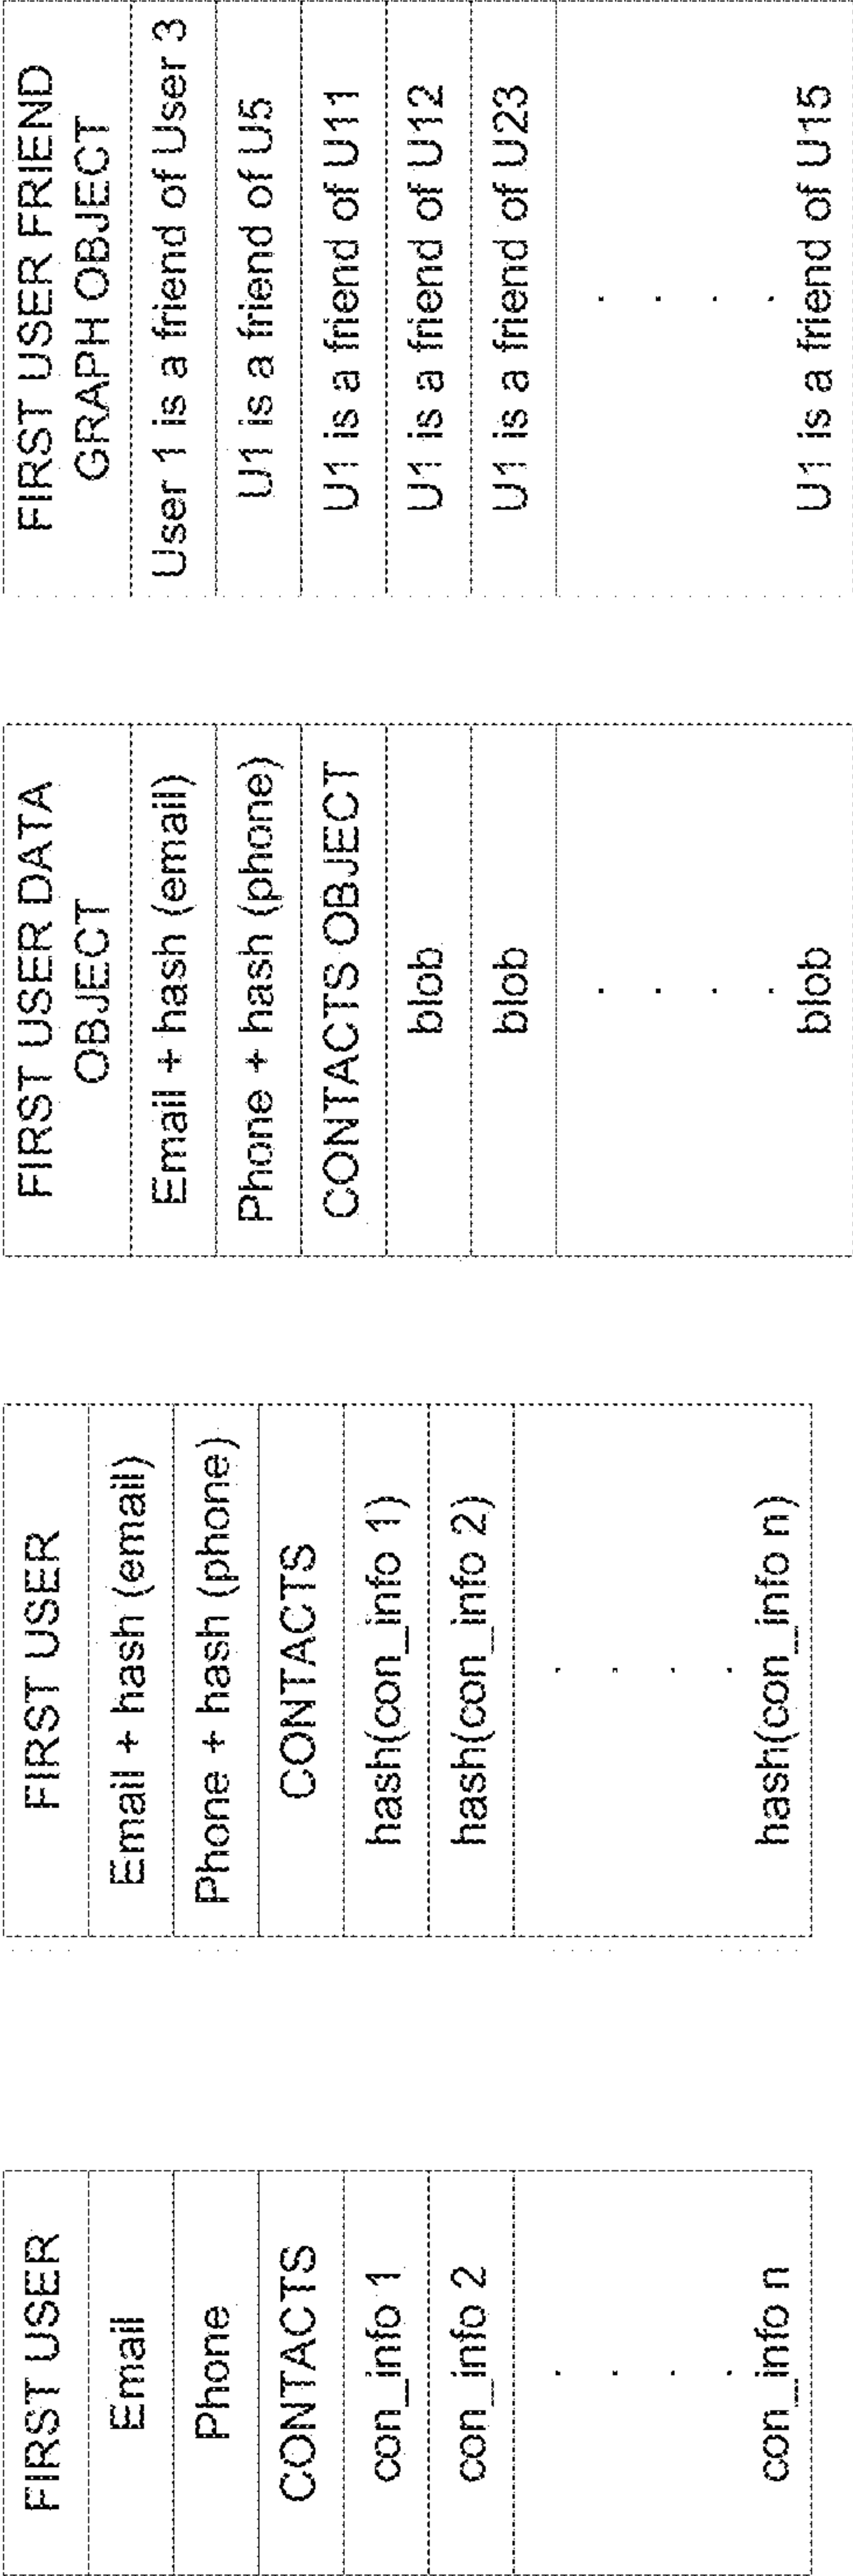 FIRST USER
Email
Phone
CONTACTS
con_info 1
con_info 2
. . . .
con_info n
FIRST USER
Email + hash (email)
Phone + hash (phone)
CONTACTS
hash(con_info 1)
hash(con_info 2)
. . . .
hash(con_info n)
FIRST USER DATA
OBJECT
Email + hash (email)
Phone + hash (phone)
CONTACTS OBJECT
blob
blob
. . . .
blob
FIRST USER FRIEND
GRAPH OBJECT
User 1 is a friend of User 3
U1 is a friend of U5
U1 is a friend of U11
U1 is a friend of U12
U1 is a friend of U23
. . . .
U1 is a friend of U15